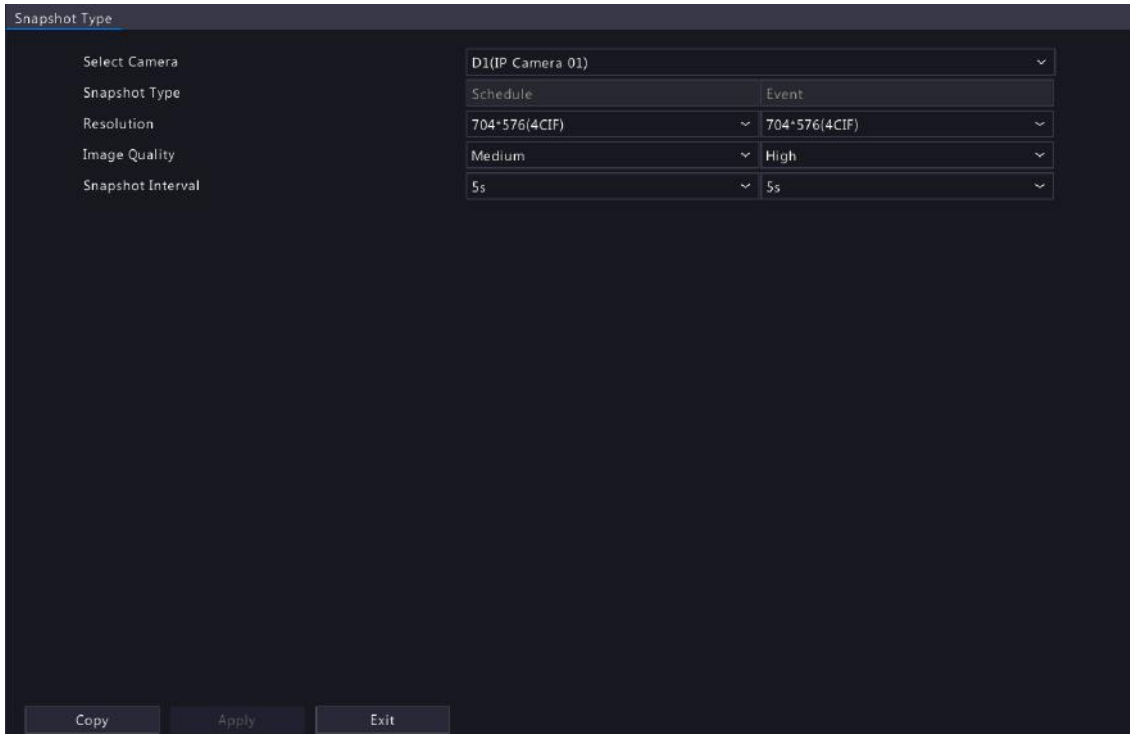 Snapshot Type
Select Camera D1(IP Camera 01)
Snapshot Type Schedule Event
Resolution 704*576(4CIF) 704*576(4CIF)
Image Quality Medium High
Snapshot Interval 5s 5s
Copy Apply Exit